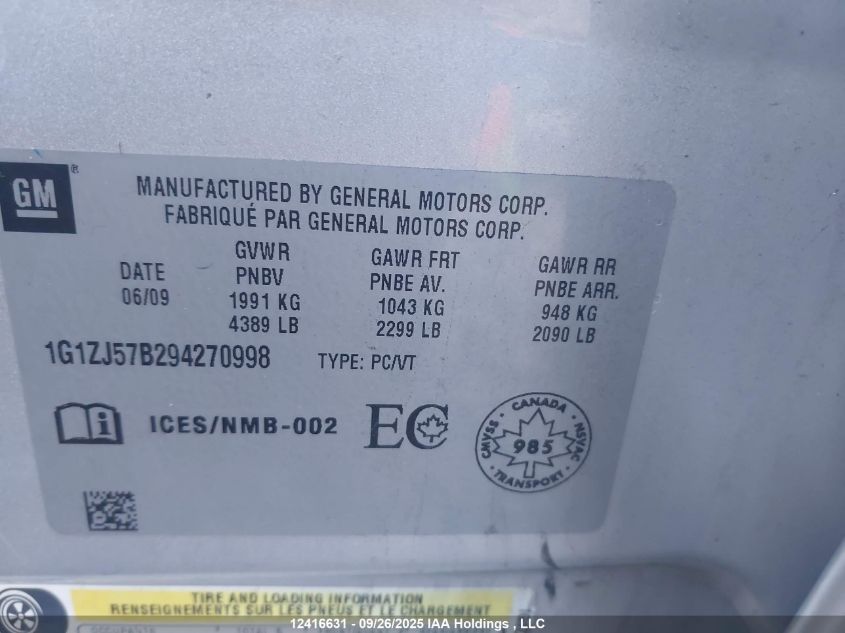 GM ®
MANUFACTURED BY GENERAL MOTORS CORP.
FABRIQUÉ PAR GENERAL MOTORS CORP.
DATE GVWR GAWR FRT GAWR RR
PNBV PNBE AV. PNBE ARR.
06/09 1991 KG 1043 KG 948 KG
4389 LB 2299 LB 2090 LB
1G1ZJ57B294270998 TYPE: PC/VT
i ICES/NMB-002 EC CANADA CMVSS 985 NSVAC TRANSPORT
TIRE AND LOADING INFORMATION
RENSEIGNEMENTS SUR LES PNEUS ET LE CHARGEMENT
12416631 - 09/26/2025 IAA Holdings , LLC